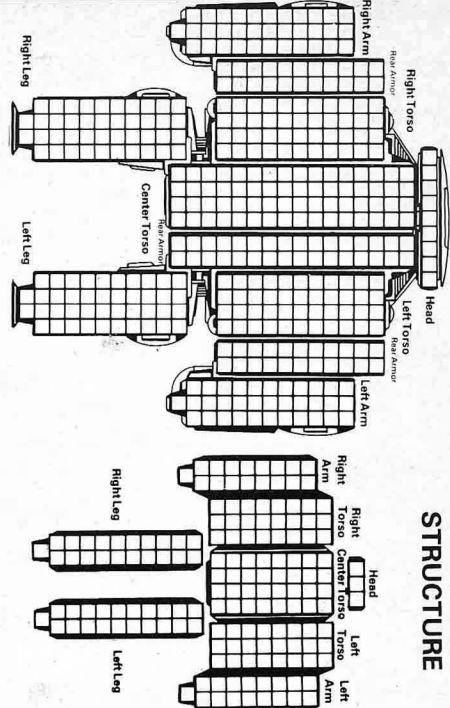 Head
Right Torso
Rear Armor
Right Arm
Center Torso
Rear Armor
Left Torso
Rear Armor
Left Arm
Right Leg
Left Leg
STRUCTURE
Head
Right
Arm
Right
Torso
Center Torso
Left
Torso
Left
Arm
Right Leg
Left Leg